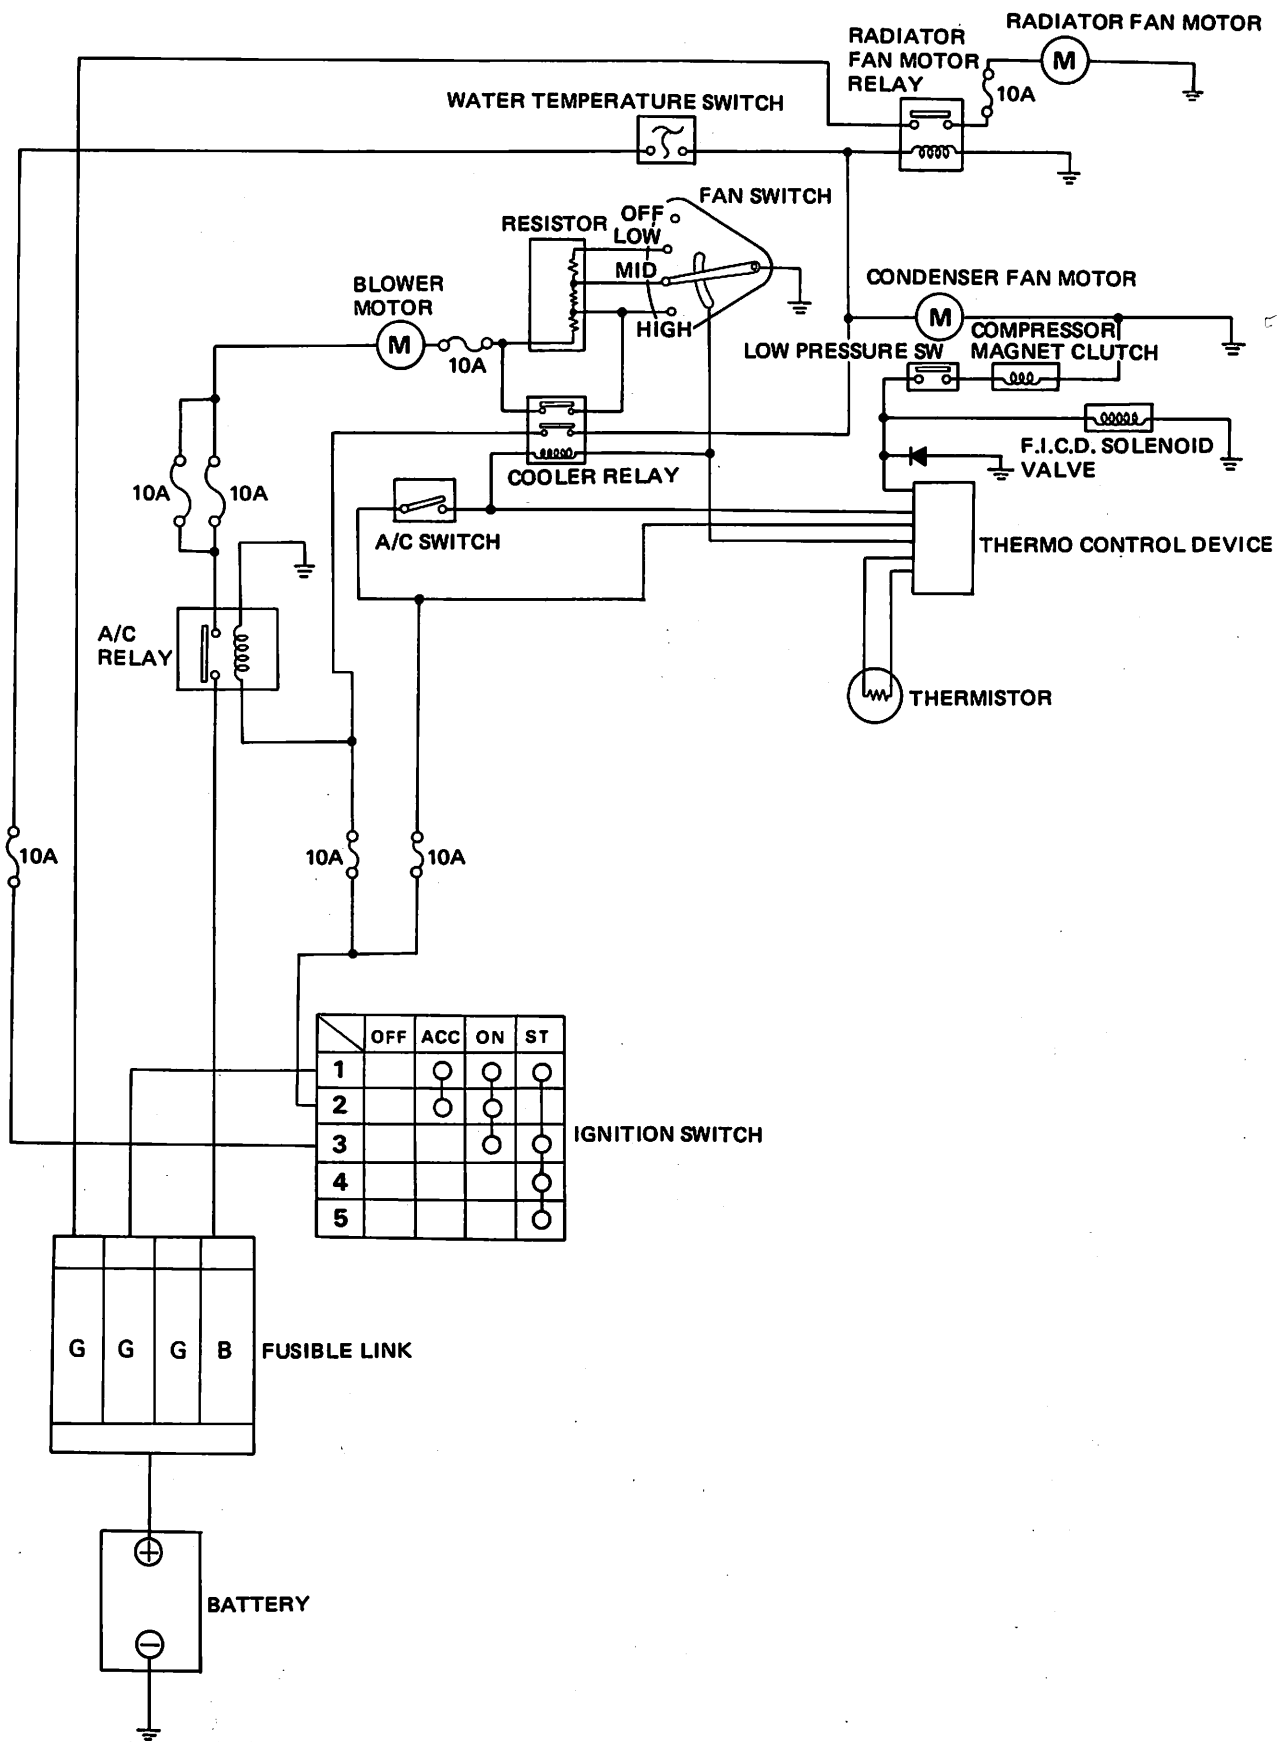 RADIATOR FAN MOTOR
RADIATOR
FAN MOTOR
RELAY
M
10A
WATER TEMPERATURE SWITCH
FAN SWITCH
RESISTOR
OFF
LOW
MID
HIGH
BLOWER
MOTOR
M
10A
CONDENSER FAN MOTOR
M
COMPRESSOR
MAGNET CLUTCH
LOW PRESSURE SW
F.I.C.D. SOLENOID
VALVE
COOLER RELAY
10A
10A
A/C SWITCH
THERMO CONTROL DEVICE
A/C
RELAY
THERMISTOR
10A
10A
10A
OFF ACC ON ST
1
2
3
4
5
IGNITION SWITCH
G G G B
FUSIBLE LINK
BATTERY